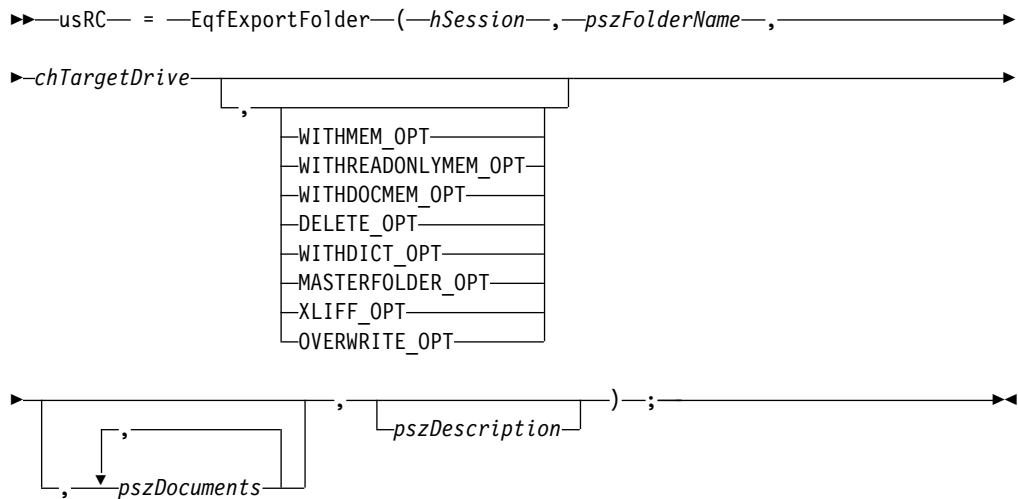 usRC = EqfExportFolder ( hSession , pszFolderName ,
chTargetDrive
,
WITHMEM_OPT
WITHREADONLYMEM_OPT
WITHDOCMEM_OPT
DELETE_OPT
WITHDICT_OPT
MASTERFOLDER_OPT
XLIFF_OPT
OVERWRITE_OPT
, ) ;
, pszDescription
, pszDocuments